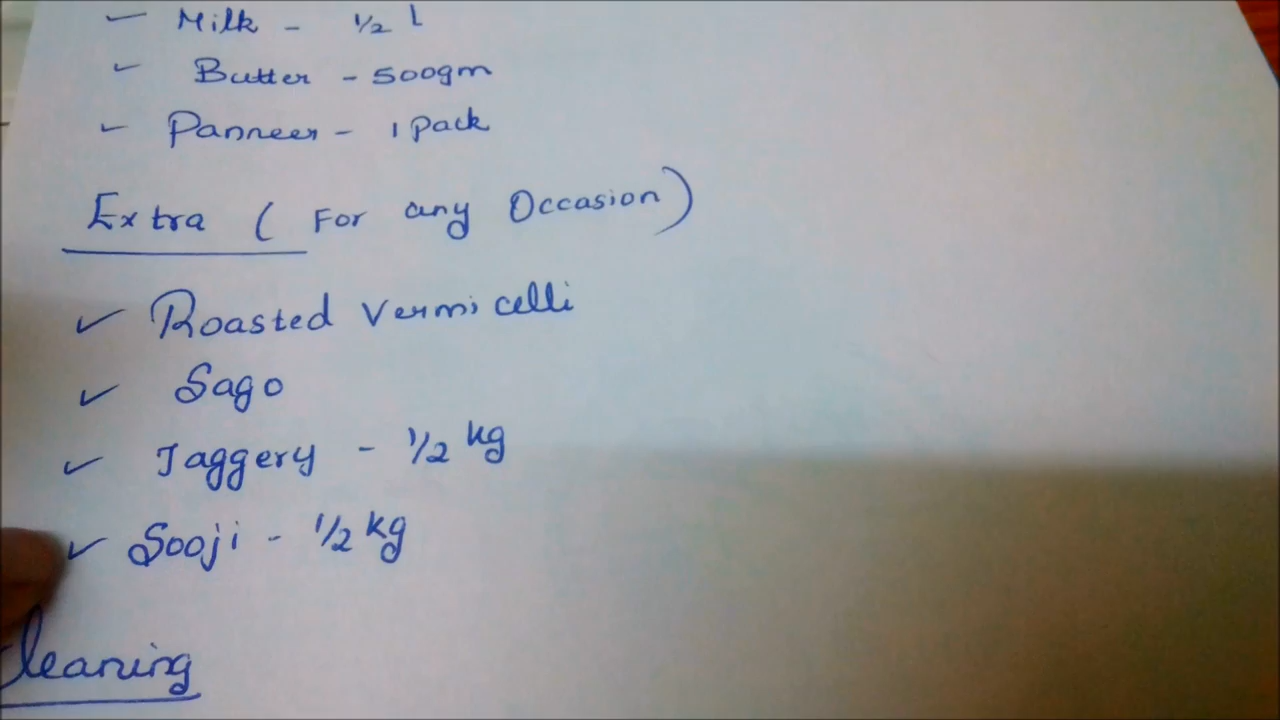 ✓ Milk - 1/2 l
✓ Butter - 500gm
✓ Panneer - 1 pack
Extra ( For any Occasion)
✓ Roasted Vermicelli
✓ Sago
✓ Jaggery - 1/2 kg
✓ Sooji - 1/2 kg
Cleaning